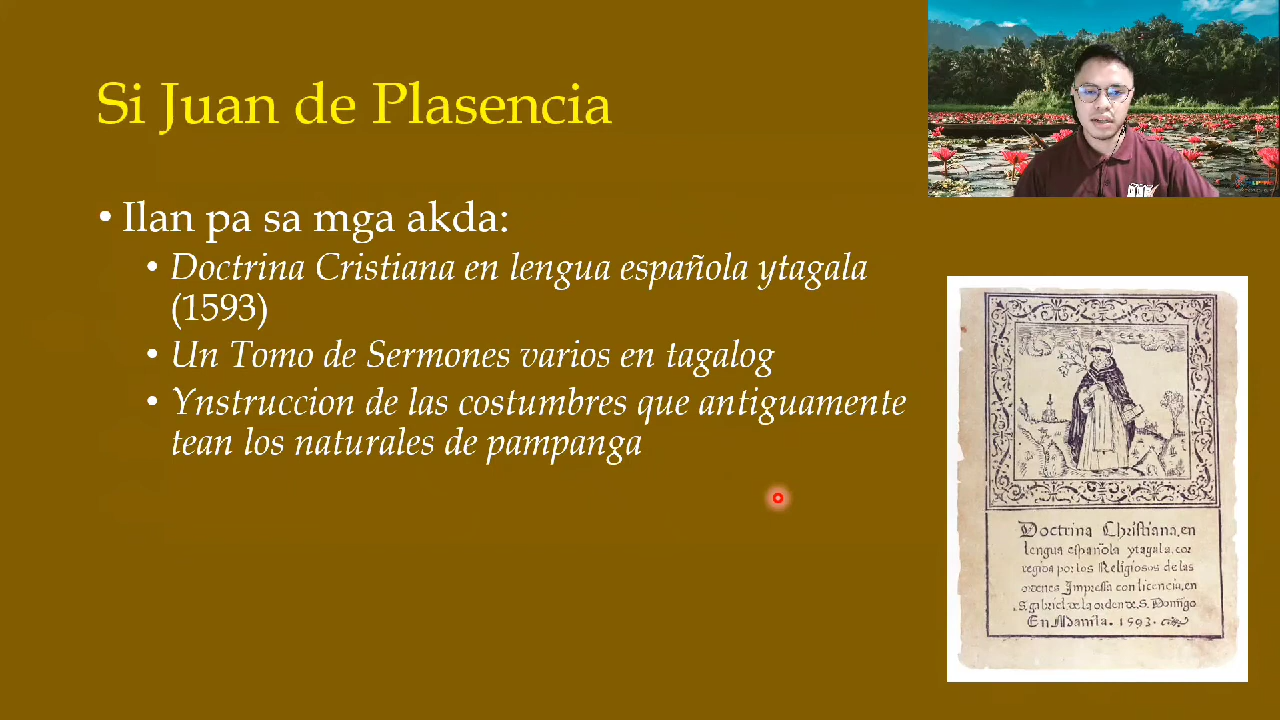 Si Juan de Plasencia
• Ilan pa sa mga akda:
• Doctrina Cristiana en lengua española ytagala
(1593)
• Un Tomo de Sermones varios en tagalog
• Ynstruccion de las costumbres que antiguamente
tean los naturales de pampanga
Doctrina Christiana, en
lengua española ytagala, cor
regida por los Religiosos de las
ordenes Impressa con licencia, en
S. gabriel, de la orden de. S. Domĩgo
En Manila. 1593.